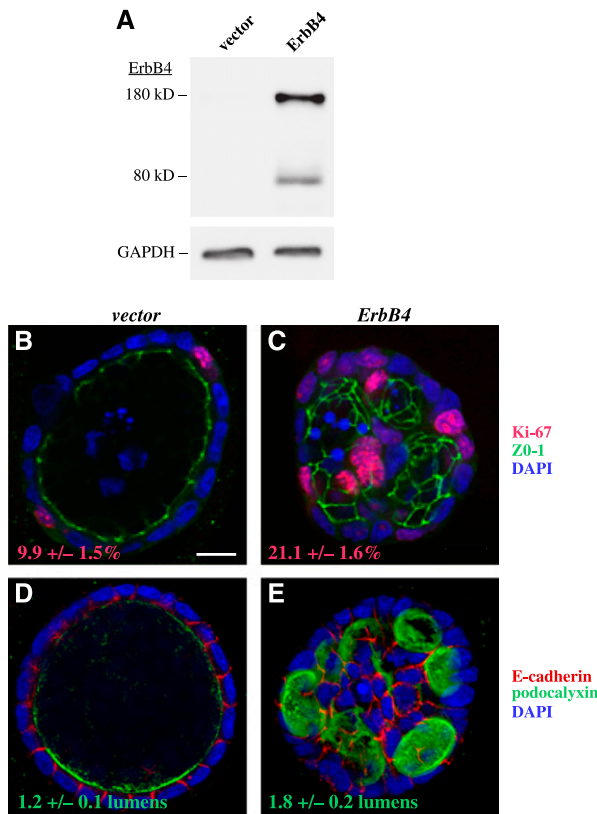 A
vector
ErbB4
ErbB4
180 kD –
80 kD –
GAPDH –
vector
ErbB4
B
C
Ki-67
Z0-1
DAPI
9.9 +/– 1.5%
21.1 +/– 1.6%
D
E
E-cadherin
podocalyxin
DAPI
1.2 +/– 0.1 lumens
1.8 +/– 0.2 lumens